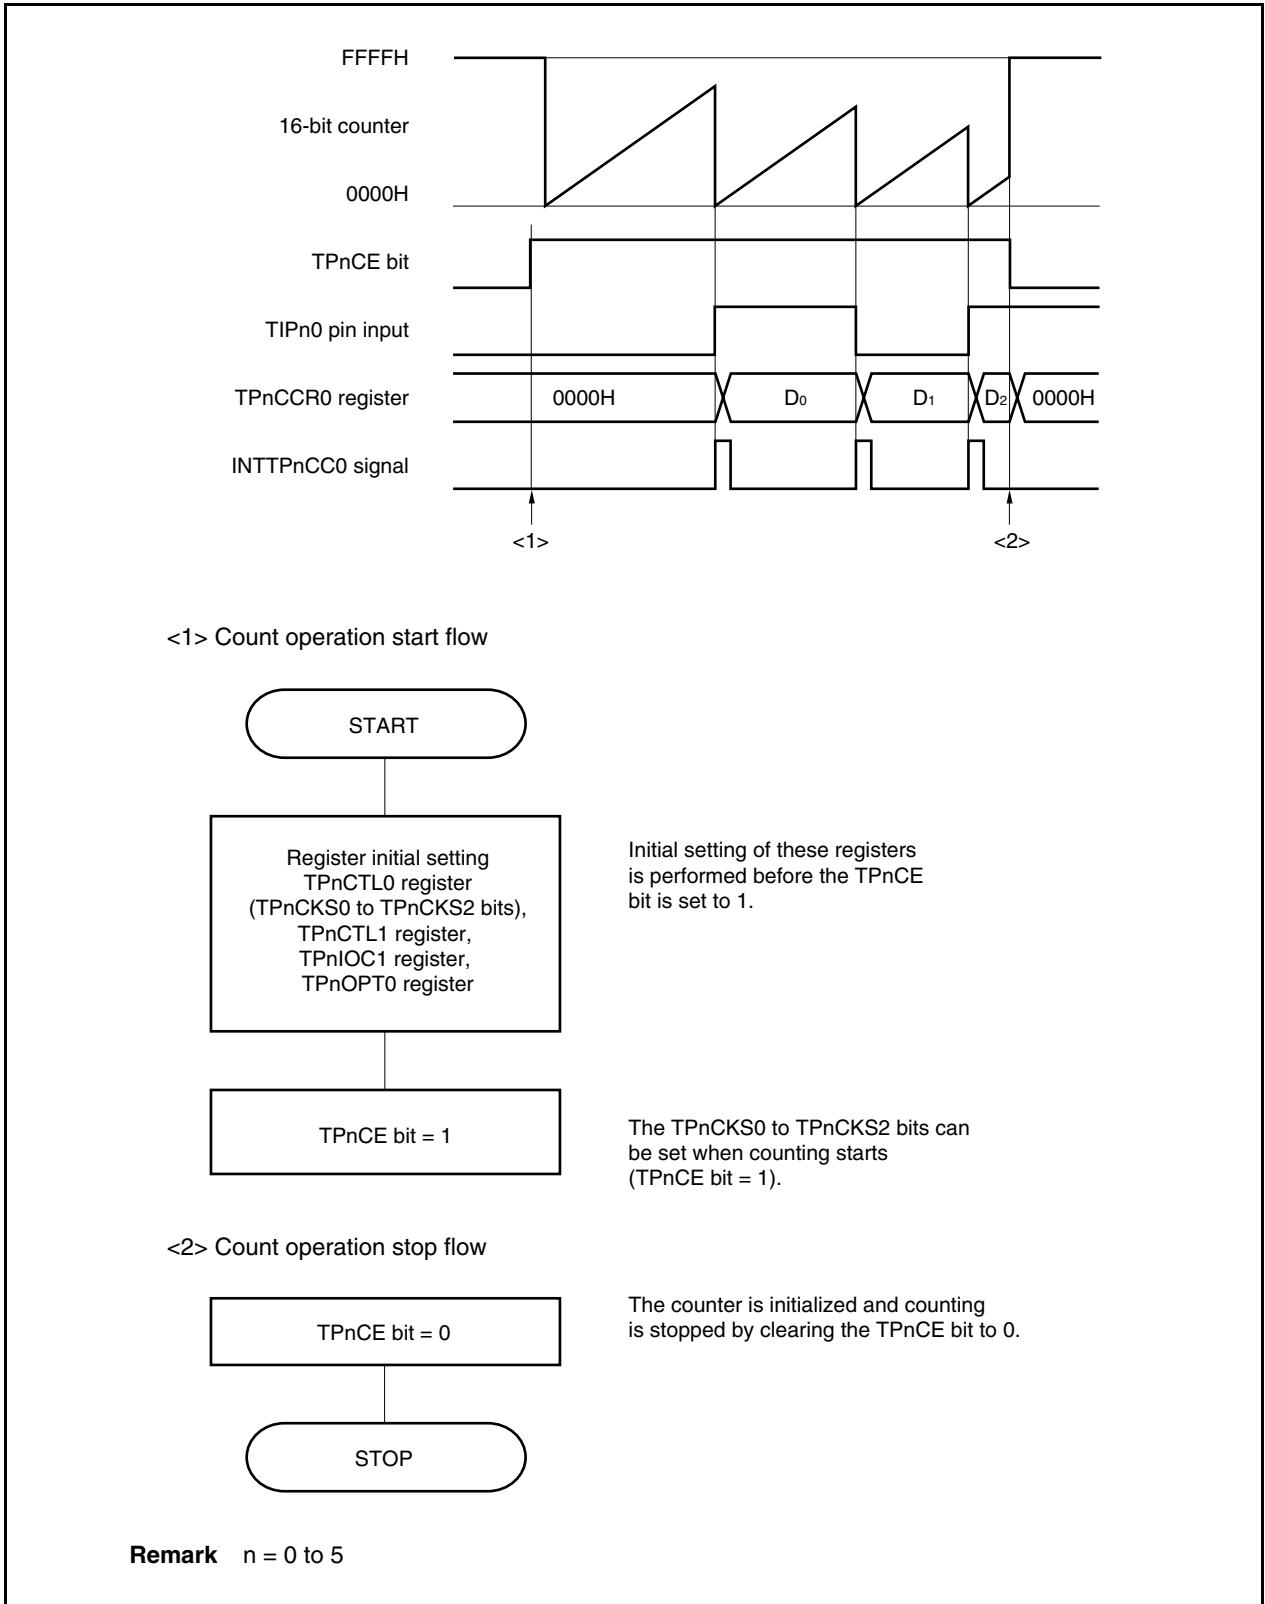 FFFFH
16-bit counter
0000H
TPnCE bit
TIPn0 pin input
TPnCCR0 register 0000H D0 D1 D2 0000H
INTTPnCC0 signal
<1> <2>
<1> Count operation start flow
START
Register initial setting
TPnCTL0 register
(TPnCKS0 to TPnCKS2 bits),
TPnCTL1 register,
TPnIOC1 register,
TPnOPT0 register
Initial setting of these registers
is performed before the TPnCE
bit is set to 1.
TPnCE bit = 1
The TPnCKS0 to TPnCKS2 bits can
be set when counting starts
(TPnCE bit = 1).
<2> Count operation stop flow
TPnCE bit = 0
The counter is initialized and counting
is stopped by clearing the TPnCE bit to 0.
STOP
Remark n = 0 to 5